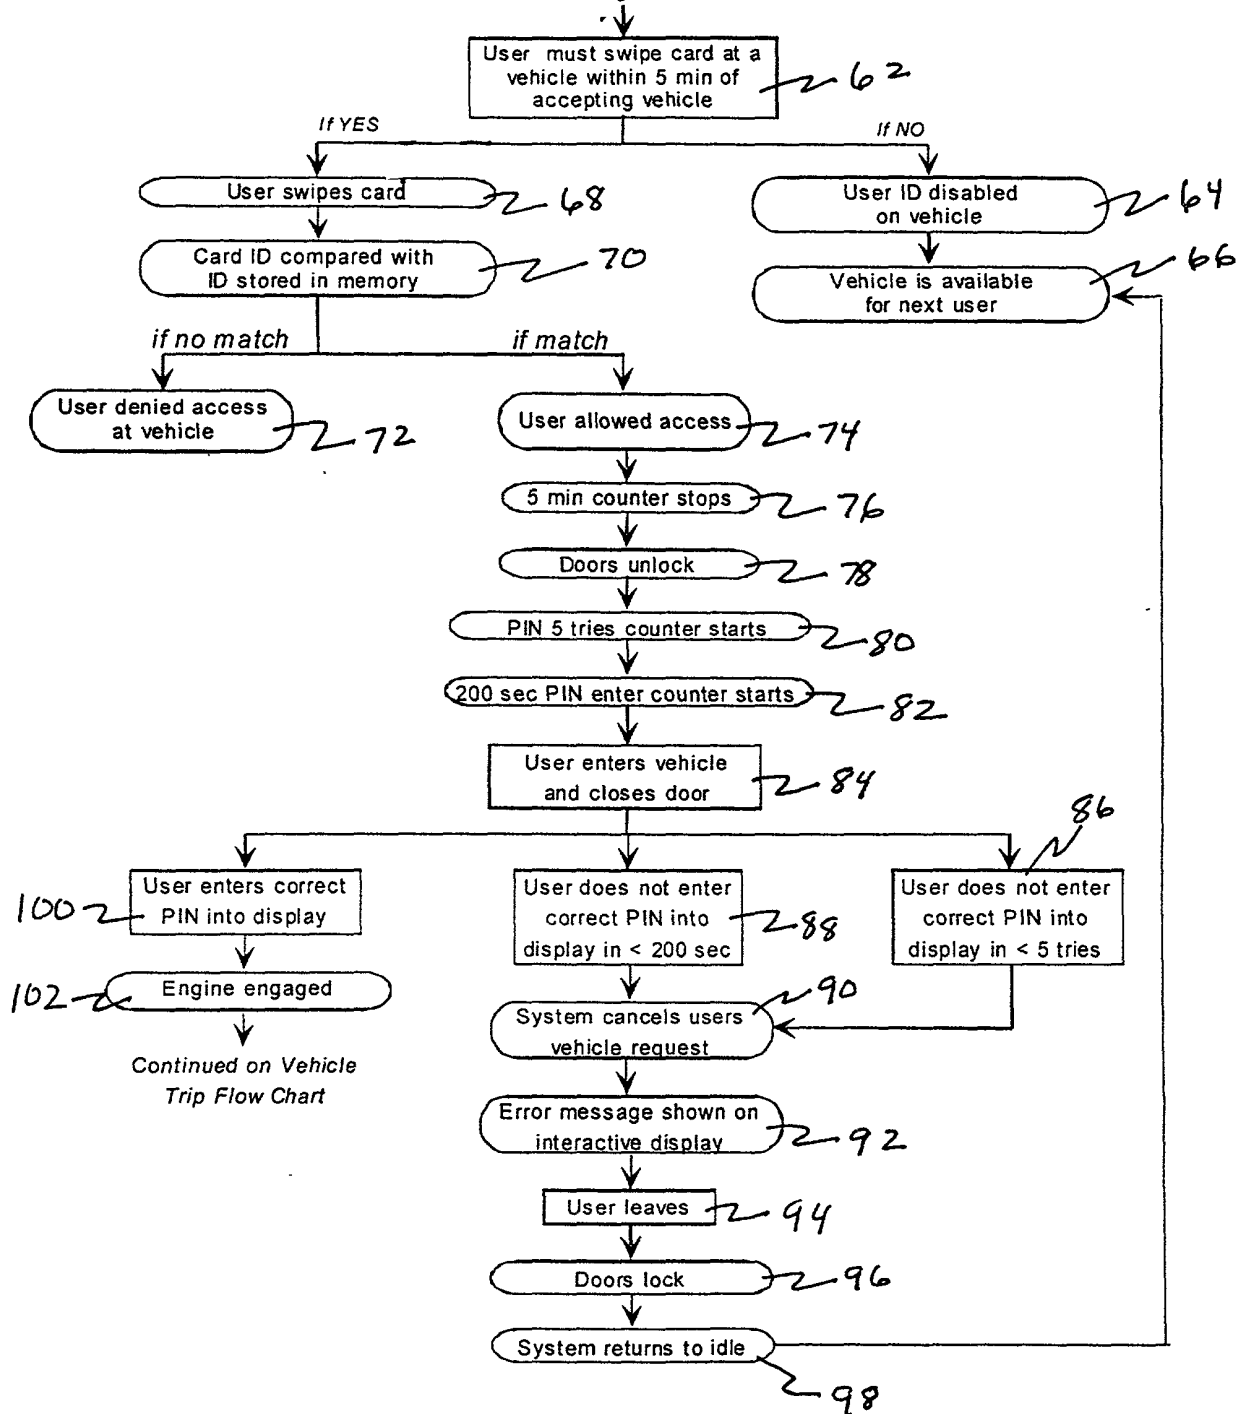 User must swipe card at a
vehicle within 5 min of
accepting vehicle
62
If YES
If NO
User swipes card
68
User ID disabled
on vehicle
64
Card ID compared with
ID stored in memory
70
Vehicle is available
for next user
66
if no match
if match
User denied access
at vehicle
72
User allowed access
74
5 min counter stops
76
Doors unlock
78
PIN 5 tries counter starts
80
200 sec PIN enter counter starts
82
User enters vehicle
and closes door
84
86
100
User enters correct
PIN into display
User does not enter
correct PIN into
display in < 200 sec
88
User does not enter
correct PIN into
display in < 5 tries
102
Engine engaged
90
System cancels users
vehicle request
Continued on Vehicle
Trip Flow Chart
Error message shown on
interactive display
92
User leaves
94
Doors lock
96
System returns to idle
98